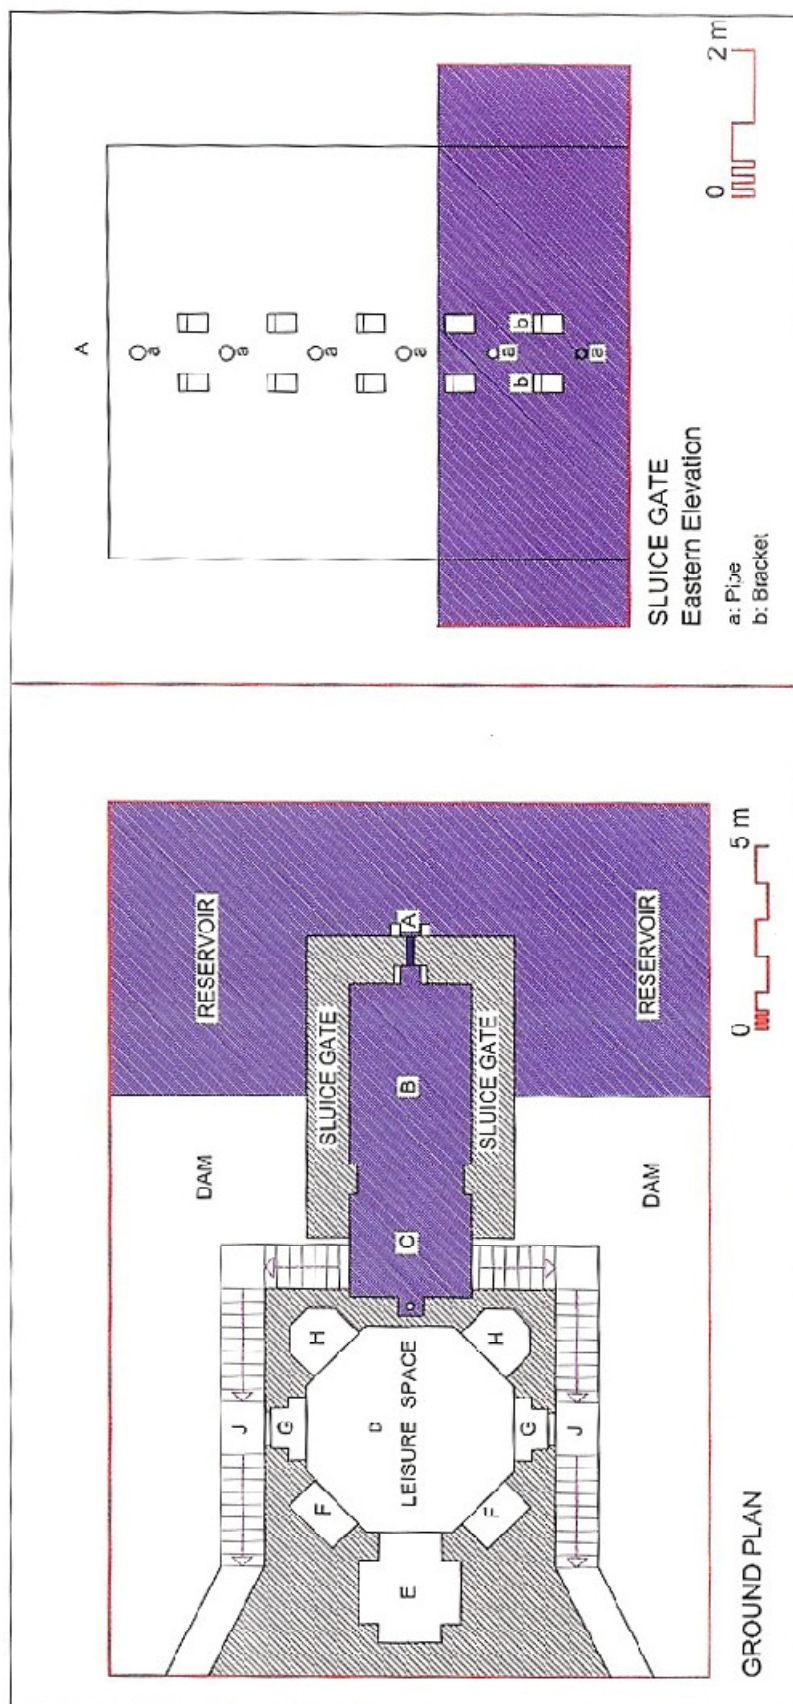 A
a
a
a
a
a
a
b
b
SLUICE GATE
Eastern Elevation
a: Pipe
b: Bracket
0
2 m
RESERVOIR
RESERVOIR
A
SLUICE GATE
SLUICE GATE
B
C
DAM
DAM
H
H
G
G
J
J
D
LEISURE SPACE
F
F
E
GROUND PLAN
0
5 m